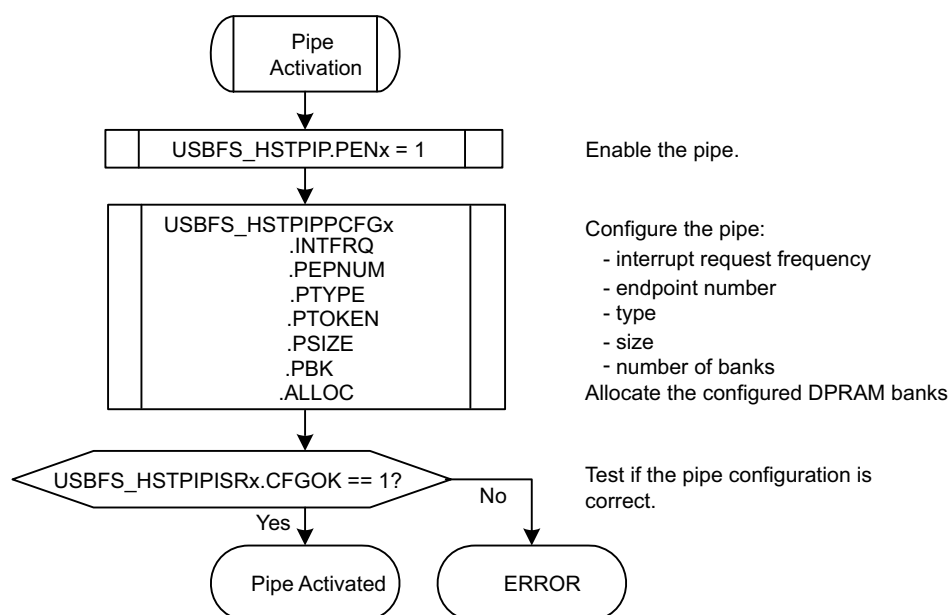 Pipe
Activation
USBFS_HSTPIP.PENx = 1
Enable the pipe.
USBFS_HSTPIPPCFGx
.INTFRQ
.PEPNUM
.PTYPE
.PTOKEN
.PSIZE
.PBK
.ALLOC
Configure the pipe:
- interrupt request frequency
- endpoint number
- type
- size
- number of banks
Allocate the configured DPRAM banks
USBFS_HSTPIPISRx.CFGOK == 1?
Test if the pipe configuration is
correct.
No
Yes
Pipe Activated
ERROR